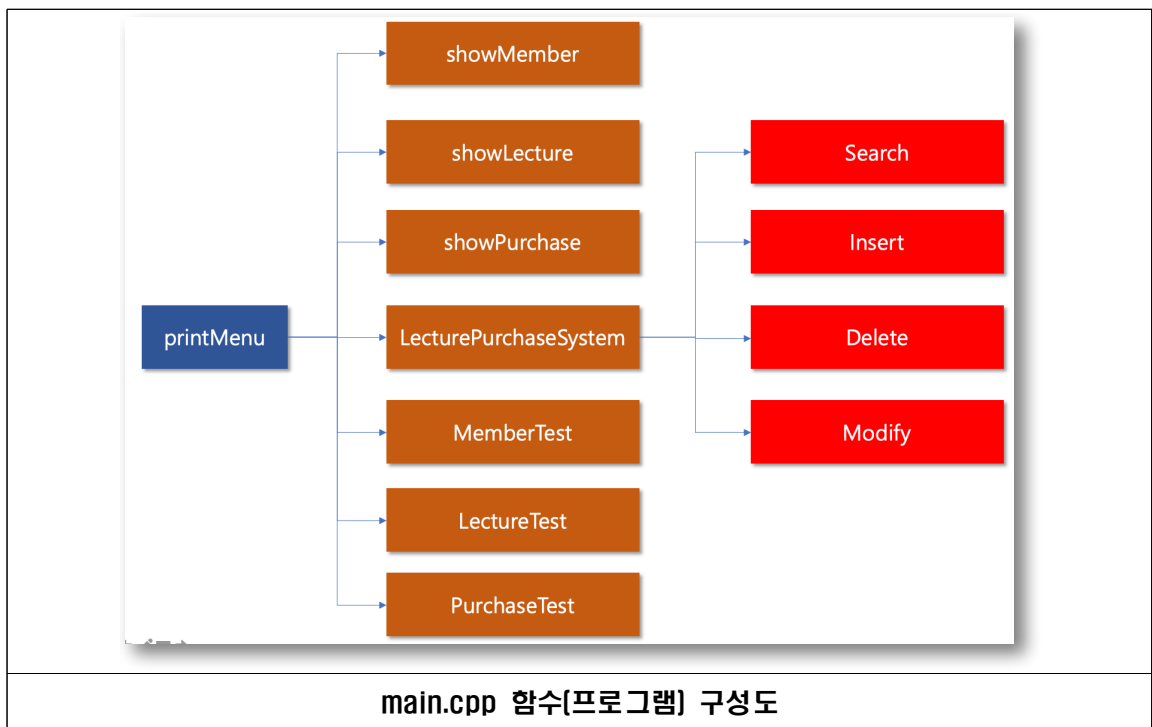 showMember
showLecture
Search
showPurchase
Insert
printMenu
LecturePurchaseSystem
Delete
MemberTest
Modify
LectureTest
PurchaseTest
main.cpp 함수(프로그램) 구성도